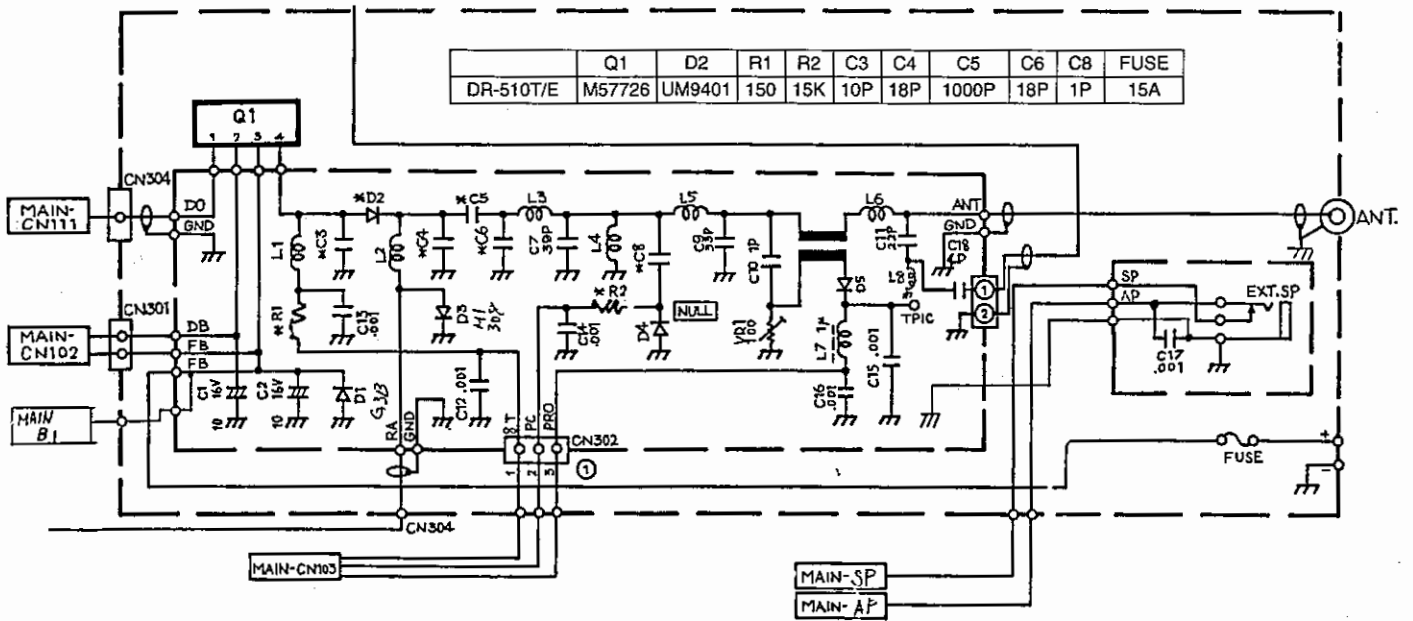 Q1 D2 R1 R2 C3 C4 C5 C6 C8 FUSE
DR-510T/E M57726 UM9401 150 15K 10P 18P 1000P 18P 1P 15A
Q1
1 2 3 4
CN304
MAIN-
CN111
DO
GND
*D2
*C5
L3
L5
L6
ANT
GND
ANT.
L1
*C3
L2
*C4
*C6
C7
39P
L4
*C8
C9
33P
C10 1P
C11
22P
C18
L8
1
2
*R1
C13
.001
D3
*R2
C14
.001
D4
NULL
VR1
100
D5
TPIC
L7 1µ
C15 .001
C16
.001
SP
AP
EXT.SP
C17
.001
CN301
MAIN-
CN102
DB
FB
FB
C1
16V
10
C2
16V
10
D1
RA
GND
C12 .001
8T
PC
PRO
CN302
1
2
3
1
MAIN
B1
FUSE
+
-
CN304
MAIN-CN103
MAIN-SP
MAIN-AF